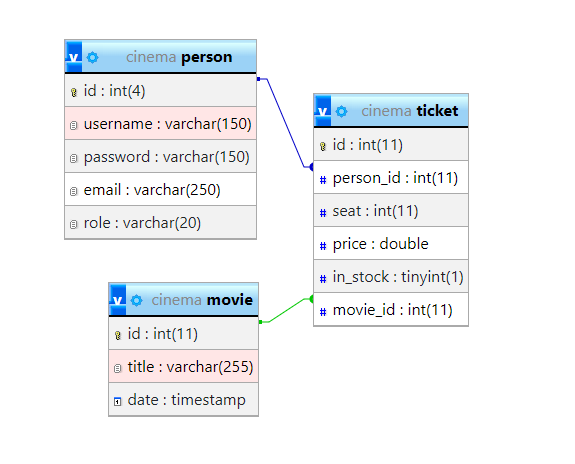 v cinema person
id : int(4)
username : varchar(150)
password : varchar(150)
email : varchar(250)
role : varchar(20)
v cinema ticket
id : int(11)
# person_id : int(11)
# seat : int(11)
# price : double
# in_stock : tinyint(1)
# movie_id : int(11)
v cinema movie
id : int(11)
title : varchar(255)
date : timestamp